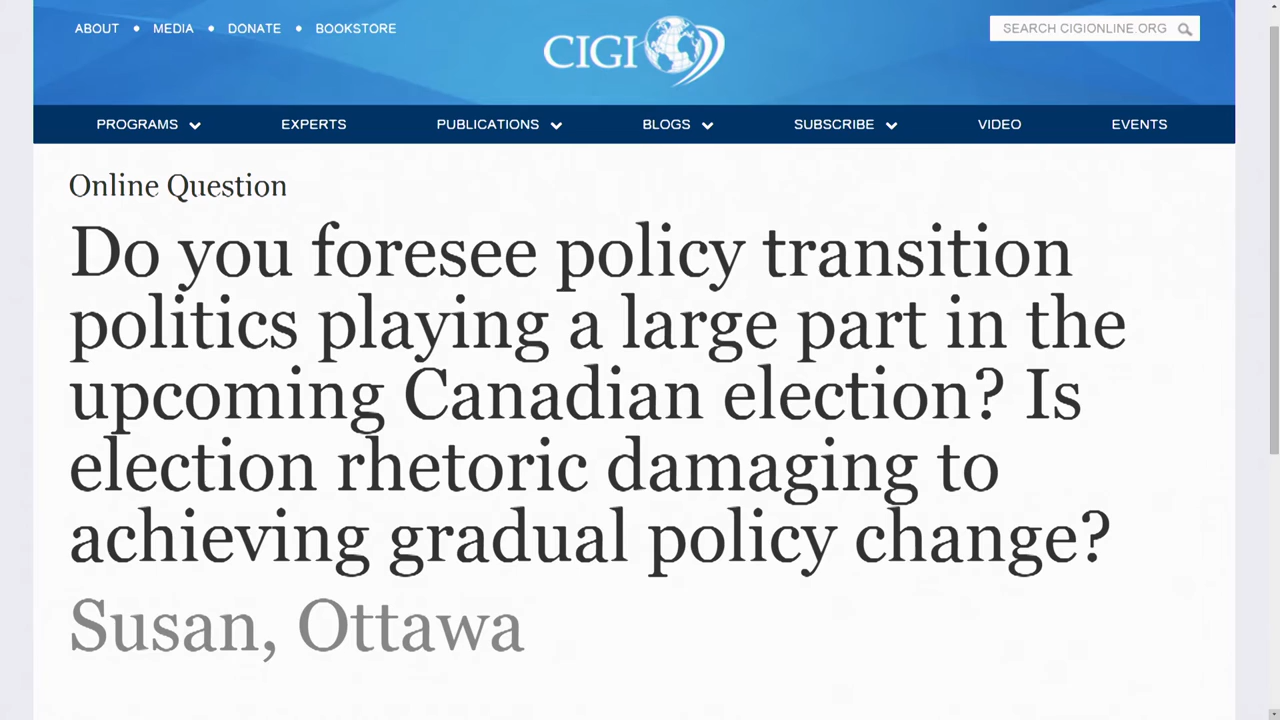 ABOUT • MEDIA • DONATE • BOOKSTORE
CIGI
SEARCH CIGIONLINE.ORG
PROGRAMS EXPERTS PUBLICATIONS BLOGS SUBSCRIBE VIDEO EVENTS
Online Question
Do you foresee policy transition
politics playing a large part in the
upcoming Canadian election? Is
election rhetoric damaging to
achieving gradual policy change?
Susan, Ottawa